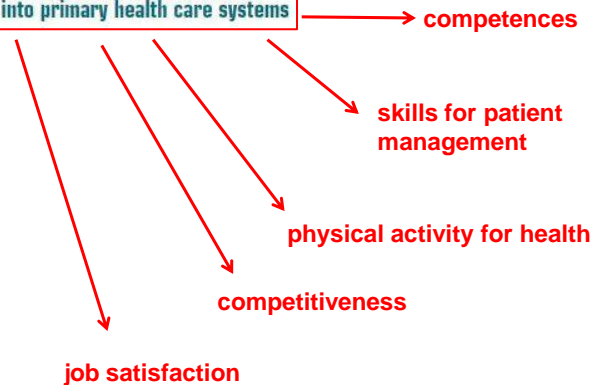 into primary health care systems
competences
skills for patient
management
physical activity for health
competitiveness
job satisfaction